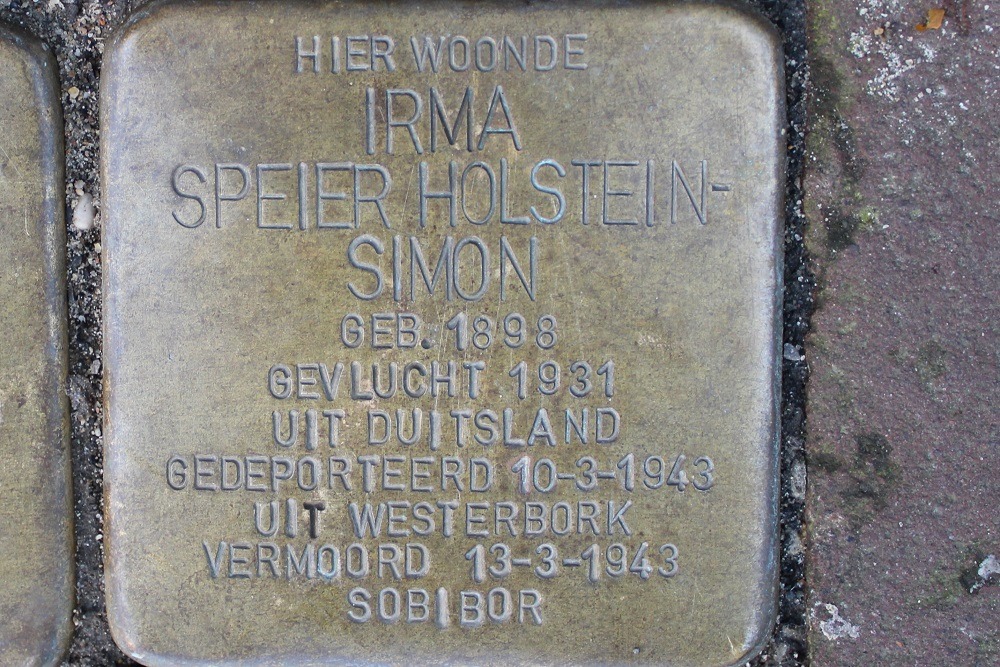 HIER WOONDE
IRMA
SPEIER HOLSTEIN-
SIMON
GEB. 1898
GEVLUCHT 1931
UIT DUITSLAND
GEDEPORTEERD 10-3-1943
UIT WESTERBORK
VERMOORD 13-3-1943
SOBIBOR